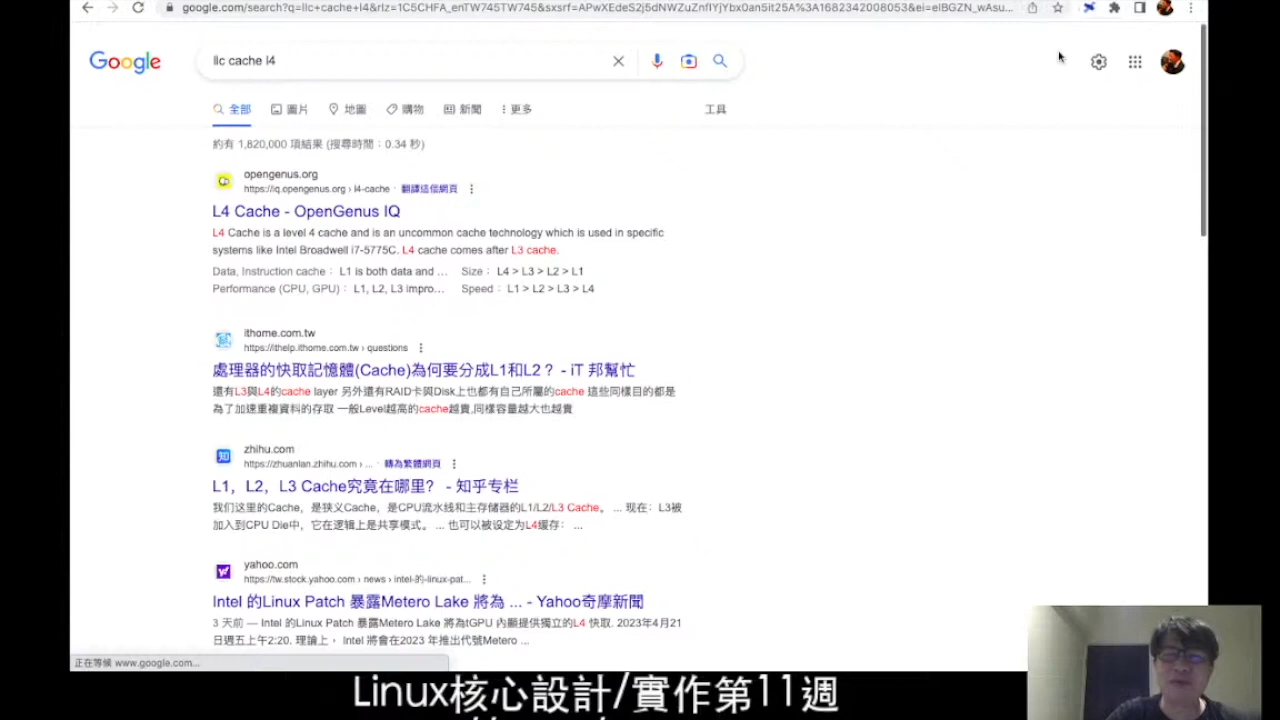 google.com/search?q=llc+cache+l4&rlz=1C5CHFA_enTW745TW745&sxsrf=APwXEdeS2j5dNWZuZnfIYjYbx0an5it25A%3A1682342008053&ei=eIBGZN_wAsu...
Google
llc cache l4
全部 圖片 地圖 購物 新聞 更多 工具
約有 1,820,000 項結果 (搜尋時間：0.34 秒)
opengenus.org
https://iq.opengenus.org › l4-cache · 翻譯這個網頁
L4 Cache - OpenGenus IQ
L4 Cache is a level 4 cache and is an uncommon cache technology which is used in specific
systems like Intel Broadwell i7-5775C. L4 cache comes after L3 cache.
Data, Instruction cache： L1 is both data and ... Size： L4 > L3 > L2 > L1
Performance (CPU, GPU)： L1, L2, L3 impro... Speed： L1 > L2 > L3 > L4
ithome.com.tw
https://ithelp.ithome.com.tw › questions
處理器的快取記憶體(Cache)為何要分成L1和L2？ - iT 邦幫忙
還有L3與L4的cache layer 另外還有RAID卡與Disk上也都有自己所屬的cache 這些同樣目的都是
為了加速重複資料的存取 一般Level越高的cache越貴,同樣容量越大也越貴
zhihu.com
https://zhuanlan.zhihu.com › ... · 轉為繁體網頁
L1，L2，L3 Cache究竟在哪里？ - 知乎专栏
我们这里的Cache，是狭义Cache，是CPU流水线和主存储器的L1/L2/L3 Cache。 ... 现在：L3被
加入到CPU Die中，它在逻辑上是共享模式。 ... 也可以被设定为L4缓存： ...
yahoo.com
https://tw.stock.yahoo.com › news › intel-的-linux-pat...
Intel 的Linux Patch 暴露Metero Lake 將為 ... - Yahoo奇摩新聞
3 天前 — Intel 的Linux Patch 暴露Metero Lake 將為tGPU 內顯提供獨立的L4 快取. 2023年4月21
日週五上午2:20. 理論上， Intel 將會在2023 年推出代號Metero ...
正在等候 www.google.com...
Linux核心設計/實作第11週